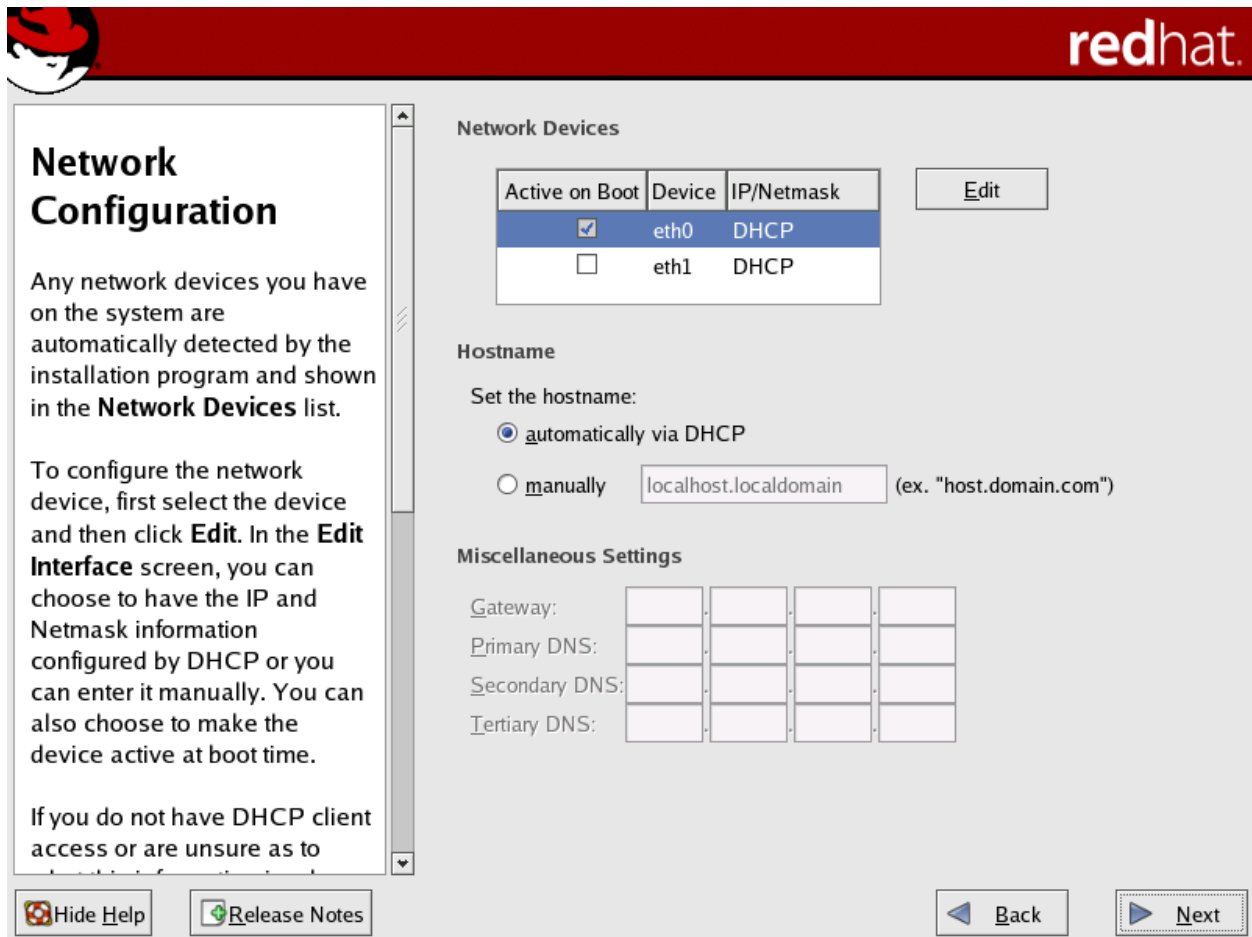 redhat.
Network
Configuration
Any network devices you have
on the system are
automatically detected by the
installation program and shown
in the Network Devices list.
To configure the network
device, first select the device
and then click Edit. In the Edit
Interface screen, you can
choose to have the IP and
Netmask information
configured by DHCP or you
can enter it manually. You can
also choose to make the
device active at boot time.
If you do not have DHCP client
access or are unsure as to
Network Devices
Active on Boot Device IP/Netmask
eth0 DHCP
eth1 DHCP
Edit
Hostname
Set the hostname:
automatically via DHCP
manually localhost.localdomain (ex. "host.domain.com")
Miscellaneous Settings
Gateway: . . .
Primary DNS: . . .
Secondary DNS: . . .
Tertiary DNS: . . .
Hide Help
Release Notes
Back
Next